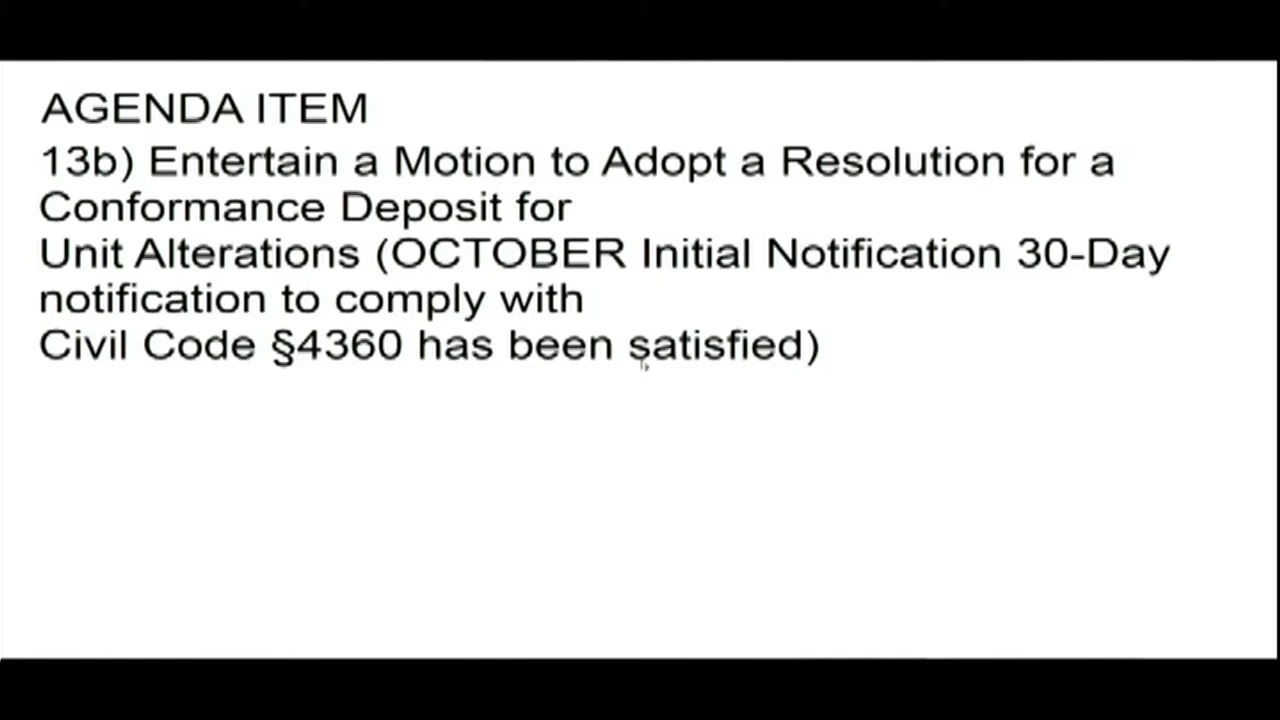 AGENDA ITEM
13b) Entertain a Motion to Adopt a Resolution for a
Conformance Deposit for
Unit Alterations (OCTOBER Initial Notification 30-Day
notification to comply with
Civil Code §4360 has been satisfied)